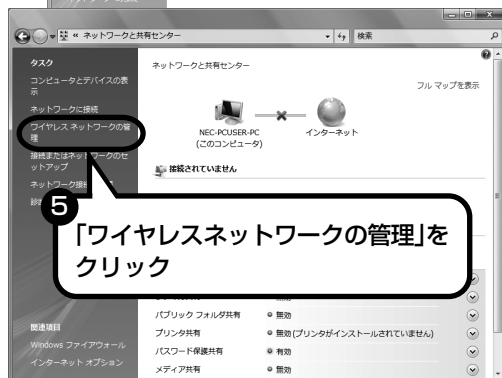 ネットワークと共有センター
検索
タスク
コンピュータとデバイスの表
示
ネットワークに接続
ワイヤレス ネットワークの管
理
接続またはネットワークのセ
ットアップ
ネットワーク接続
ネットワークと共有センター
フル マップを表示
NEC-PCUSER-PC
(このコンピュータ)
インターネット
接続されていません
5
「ワイヤレスネットワークの管理」を
クリック
パブリック フォルダ共有 無効
プリンタ共有 無効(プリンタがインストールされていません)
パスワード保護共有 有効
メディア共有 無効
関連項目
Windows ファイアウォール
インターネット オプション